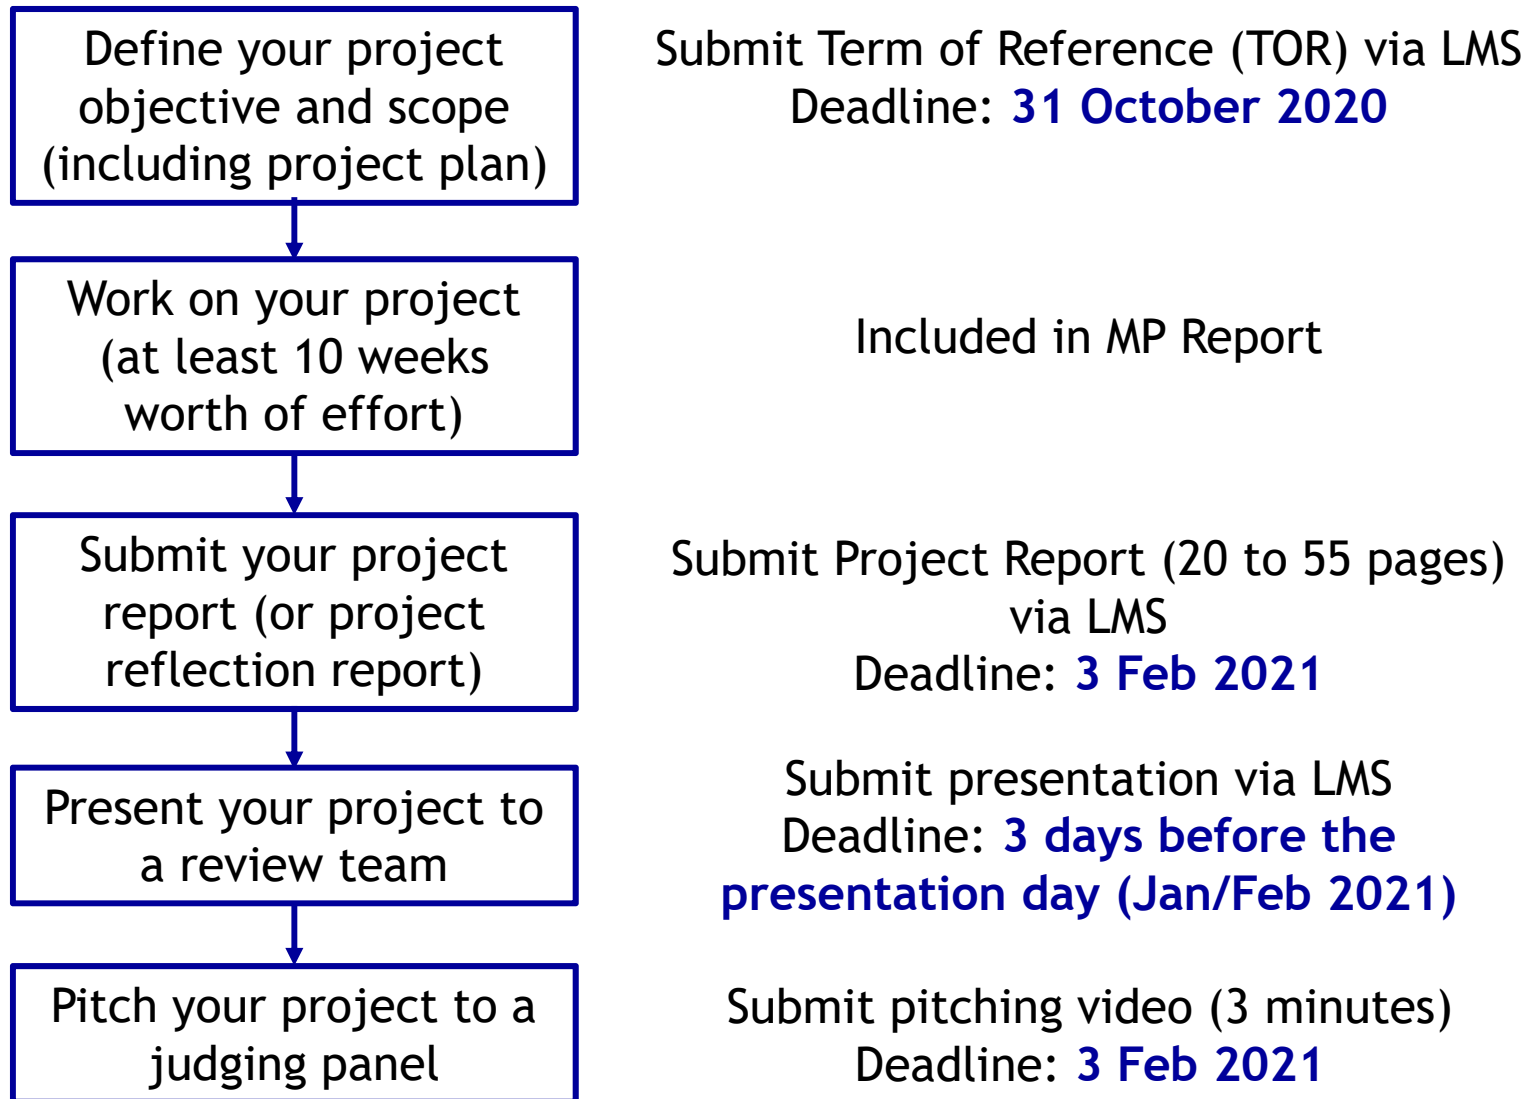 Define your project
objective and scope
(including project plan)
Submit Term of Reference (TOR) via LMS
Deadline: 31 October 2020
Work on your project
(at least 10 weeks
worth of effort)
Included in MP Report
Submit your project
report (or project
reflection report)
Submit Project Report (20 to 55 pages)
via LMS
Deadline: 3 Feb 2021
Present your project to
a review team
Submit presentation via LMS
Deadline: 3 days before the
presentation day (Jan/Feb 2021)
Pitch your project to a
judging panel
Submit pitching video (3 minutes)
Deadline: 3 Feb 2021